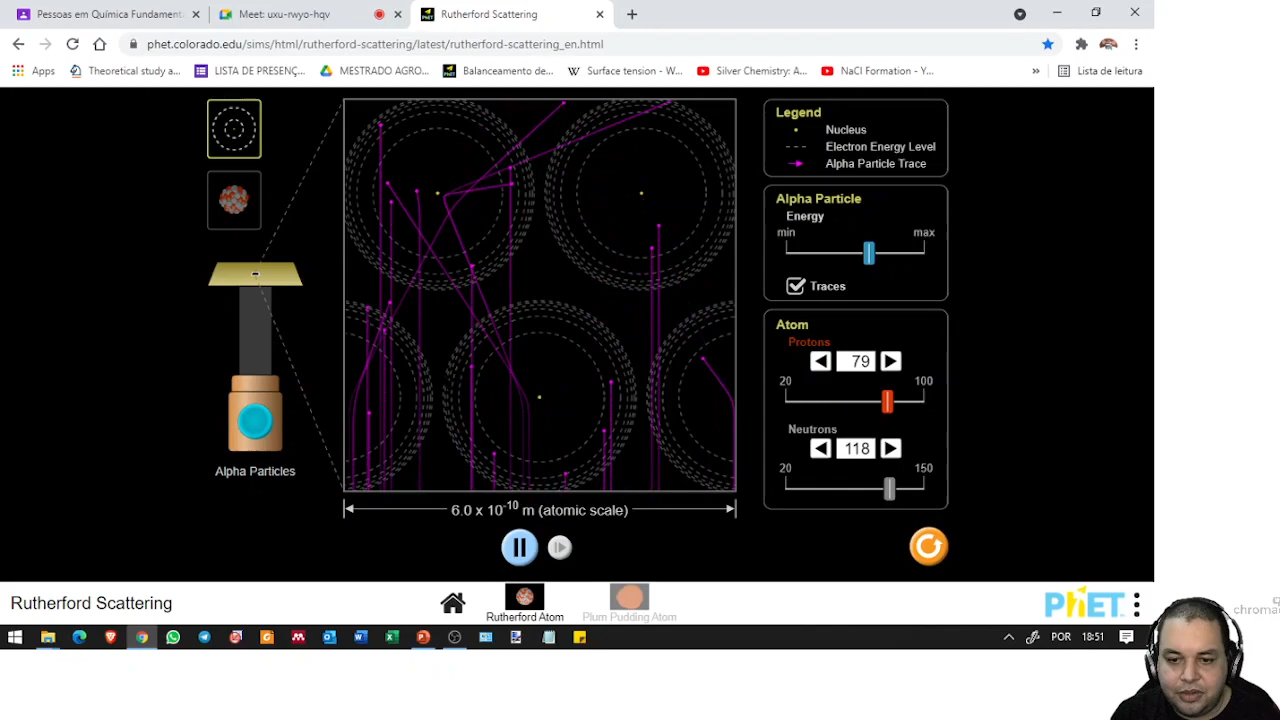 Pessoas em Química Fundament
Meet: uxu-rwyo-hqv
Rutherford Scattering
phet.colorado.edu/sims/html/rutherford-scattering/latest/rutherford-scattering_en.html
Apps
Theoretical study a...
LISTA DE PRESENÇ...
MESTRADO AGRO...
Balanceamento de...
Surface tension - W...
Silver Chemistry: A...
NaCl Formation - Y...
»
Lista de leitura
Legend
Nucleus
Electron Energy Level
Alpha Particle Trace
Alpha Particle
Energy
min max
Traces
Atom
Protons
79
20 100
Neutrons
118
20 150
Alpha Particles
6.0 x 10⁻¹⁰ m (atomic scale)
Rutherford Scattering
Rutherford Atom
Plum Pudding Atom
PhET
POR 18:51
chroma